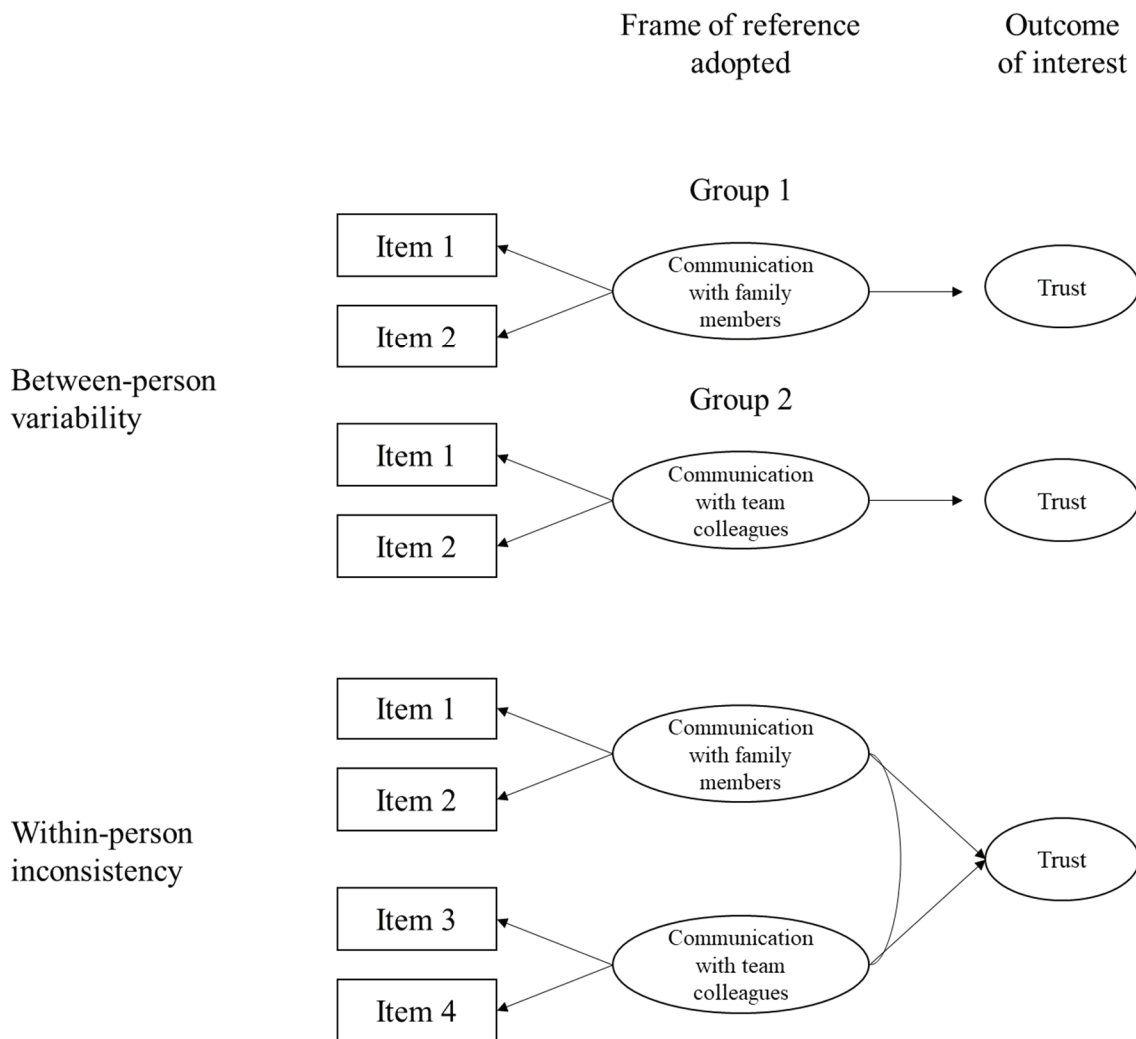 Frame of reference
adopted
Outcome
of interest
Between-person
variability
Group 1
Item 1
Item 2
Communication
with family
members
Trust
Group 2
Item 1
Item 2
Communication
with team
colleagues
Trust
Within-person
inconsistency
Item 1
Item 2
Communication
with family
members
Item 3
Item 4
Communication
with team
colleagues
Trust